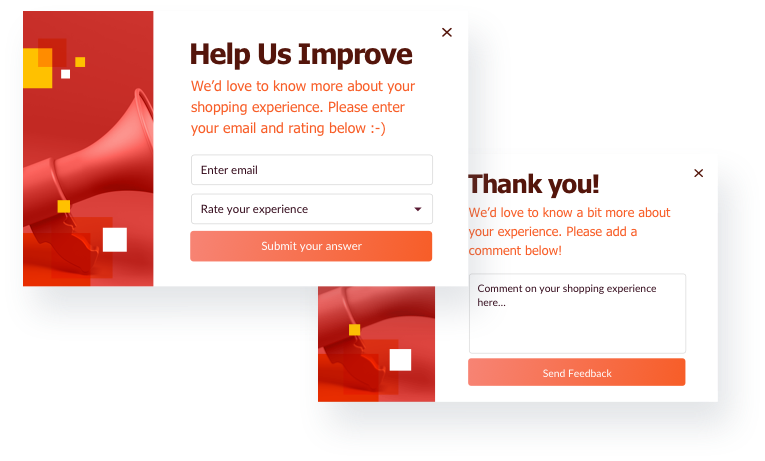 Help Us Improve
We’d love to know more about your
shopping experience. Please enter
your email and rating below :-)
Enter email
Rate your experience
Submit your answer
Thank you!
We’d love to know a bit more about
your experience. Please add a
comment below!
Comment on your shopping experience
here...
Send Feedback